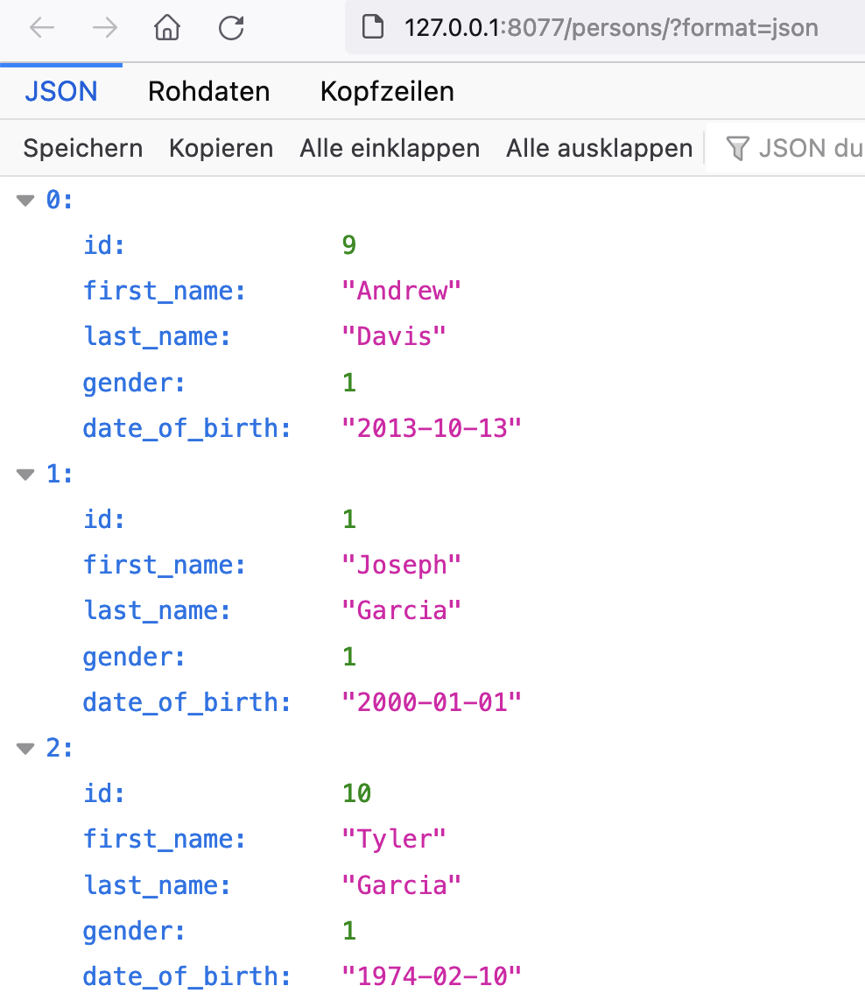 127.0.0.1:8077/persons/?format=json
JSON Rohdaten Kopfzeilen
Speichern Kopieren Alle einklappen Alle ausklappen JSON du
0:
id: 9
first_name: "Andrew"
last_name: "Davis"
gender: 1
date_of_birth: "2013-10-13"
1:
id: 1
first_name: "Joseph"
last_name: "Garcia"
gender: 1
date_of_birth: "2000-01-01"
2:
id: 10
first_name: "Tyler"
last_name: "Garcia"
gender: 1
date_of_birth: "1974-02-10"